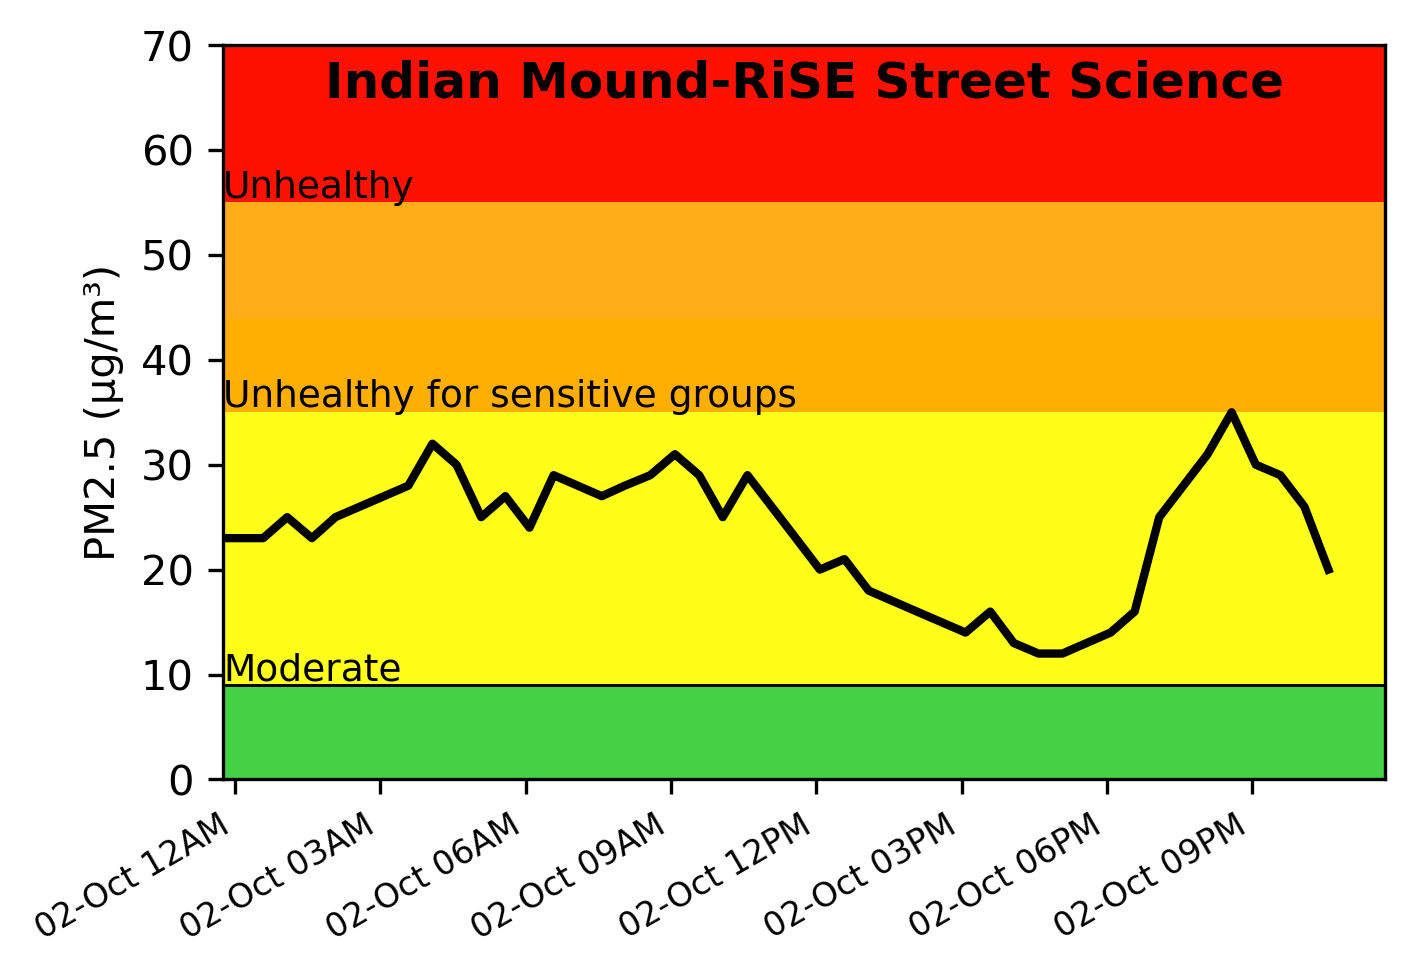 Indian Mound-RiSE Street Science
PM2.5 (µg/m³)
70
60
50
40
30
20
10
0
Unhealthy
Unhealthy for sensitive groups
Moderate
02-Oct 12AM
02-Oct 03AM
02-Oct 06AM
02-Oct 09AM
02-Oct 12PM
02-Oct 03PM
02-Oct 06PM
02-Oct 09PM